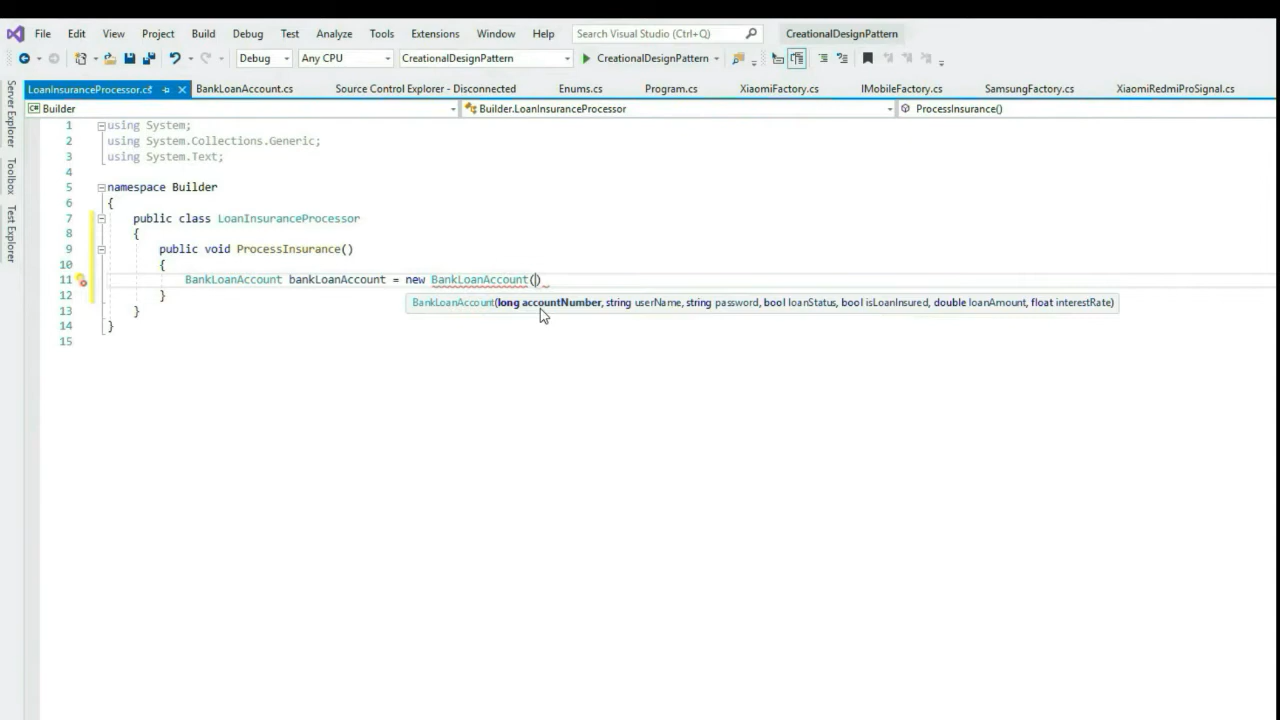 File Edit View Project Build Debug Test Analyze Tools Extensions Window Help Search Visual Studio (Ctrl+Q) CreationalDesignPattern
Debug Any CPU CreationalDesignPattern CreationalDesignPattern
LoanInsuranceProcessor.cs BankLoanAccount.cs Source Control Explorer - Disconnected Enums.cs Program.cs XiaomiFactory.cs IMobileFactory.cs SamsungFactory.cs XiaomiRedmiProSignal.cs
Builder Builder.LoanInsuranceProcessor ProcessInsurance()
Server Explorer
Toolbox
Test Explorer
1 using System;
2 using System.Collections.Generic;
3 using System.Text;
4
5 namespace Builder
6 {
7 public class LoanInsuranceProcessor
8 {
9 public void ProcessInsurance()
10 {
11 BankLoanAccount bankLoanAccount = new BankLoanAccount()
12 }
BankLoanAccount(long accountNumber, string userName, string password, bool loanStatus, bool isLoanInsured, double loanAmount, float interestRate)
13 }
14 }
15